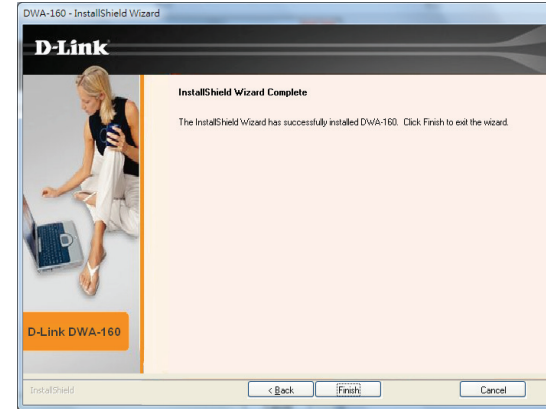 DWA-160 - InstallShield Wizard
D-Link
InstallShield Wizard Complete
The InstallShield Wizard has successfully installed DWA-160. Click Finish to exit the wizard.
D-Link DWA-160
InstallShield
< Back
Finish
Cancel